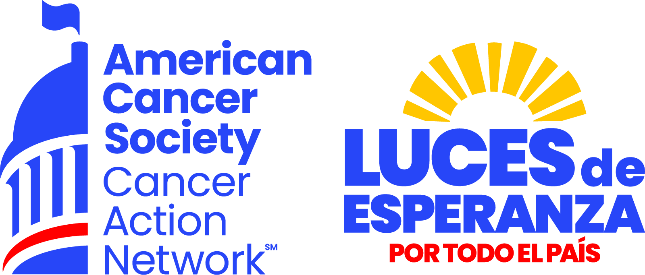 American
Cancer
Society
Cancer
Action
Network℠
LUCES de
ESPERANZA
POR TODO EL PAÍS